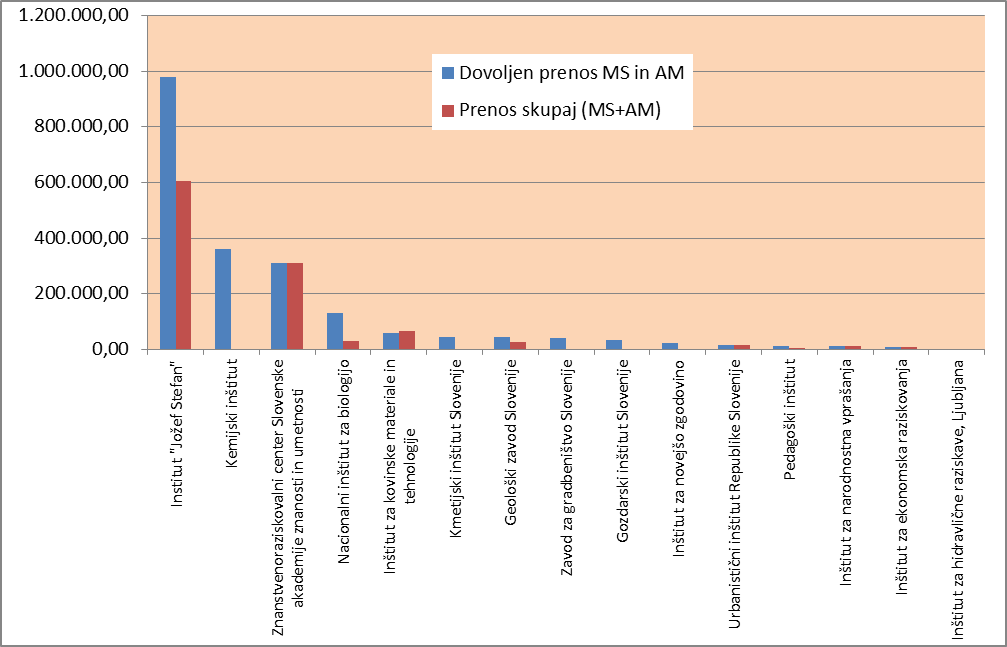 1.200.000,00
1.000.000,00
800.000,00
600.000,00
400.000,00
200.000,00
0,00
Dovoljen prenos MS in AM
Prenos skupaj (MS+AM)
Institut "Jožef Stefan"
Kemijski inštitut
Znanstvenoraziskovalni center Slovenske
akademije znanosti in umetnosti
Nacionalni inštitut za biologijo
Inštitut za kovinske materiale in
tehnologije
Kmetijski inštitut Slovenije
Geološki zavod Slovenije
Zavod za gradbeništvo Slovenije
Gozdarski inštitut Slovenije
Inštitut za novejšo zgodovino
Urbanistični inštitut Republike Slovenije
Pedagoški inštitut
Inštitut za narodnostna vprašanja
Inštitut za ekonomska raziskovanja
Inštitut za hidravlične raziskave, Ljubljana